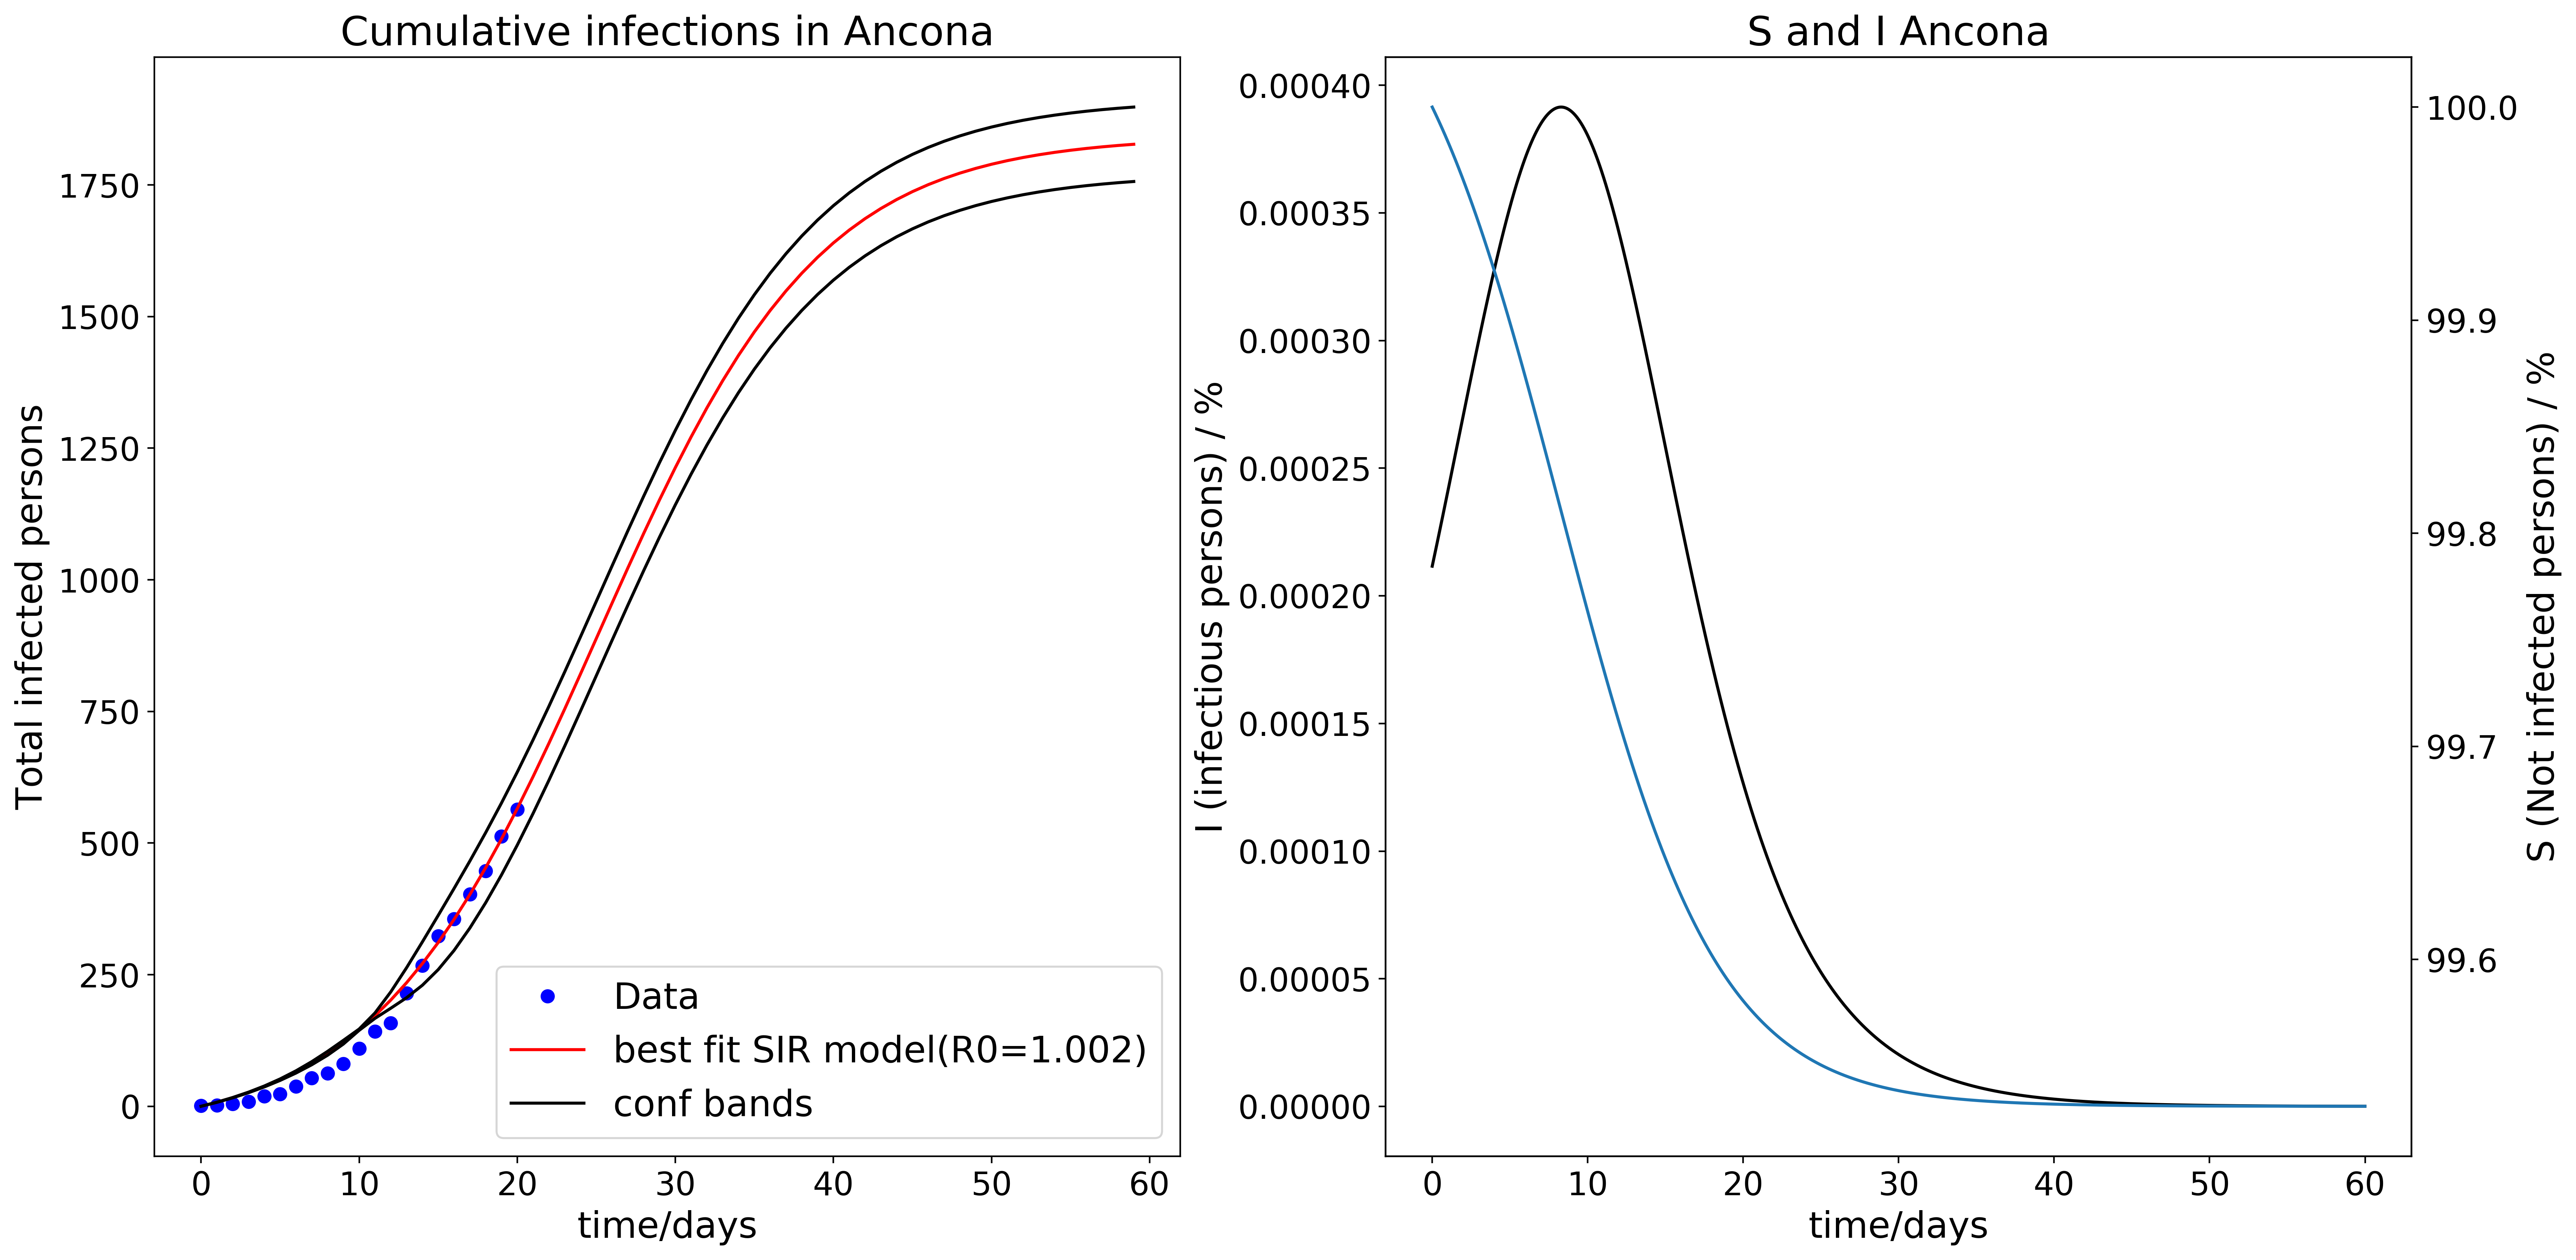 Cumulative infections in Ancona
Total infected persons
1750
1500
1250
1000
750
500
250
0
0 10 20 30 40 50 60
time/days
Data
best fit SIR model(R0=1.002)
conf bands
S and I Ancona
I (infectious persons) / %
0.00040
0.00035
0.00030
0.00025
0.00020
0.00015
0.00010
0.00005
0.00000
0 10 20 30 40 50 60
time/days
100.0
99.9
99.8
99.7
99.6
S (Not infected persons) / %